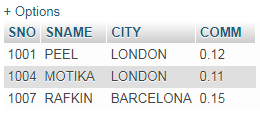 + Options
SNO SNAME CITY COMM
1001 PEEL LONDON 0.12
1004 MOTIKA LONDON 0.11
1007 RAFKIN BARCELONA 0.15